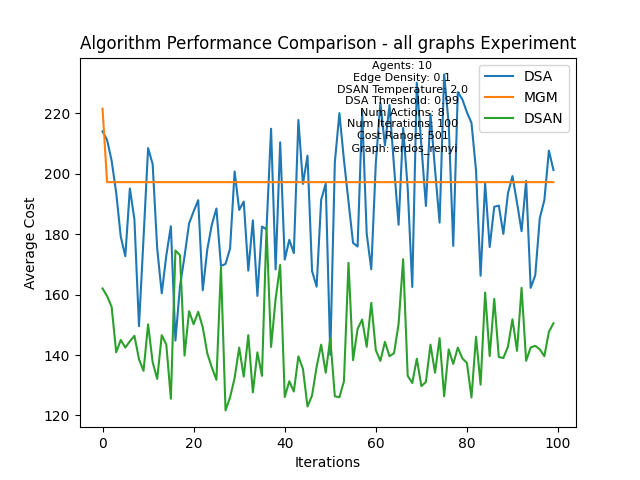 Algorithm Performance Comparison - all graphs Experiment
Agents: 10
Edge Density: 0.1
DSAN Temperature: 2.0
DSA Threshold: 0.99
Num Actions: 8
Num Iterations: 100
Cost Range: 501
Graph: erdos_renyi
DSA
MGM
DSAN
Average Cost
220
200
180
160
140
120
0
20
40
60
80
100
Iterations